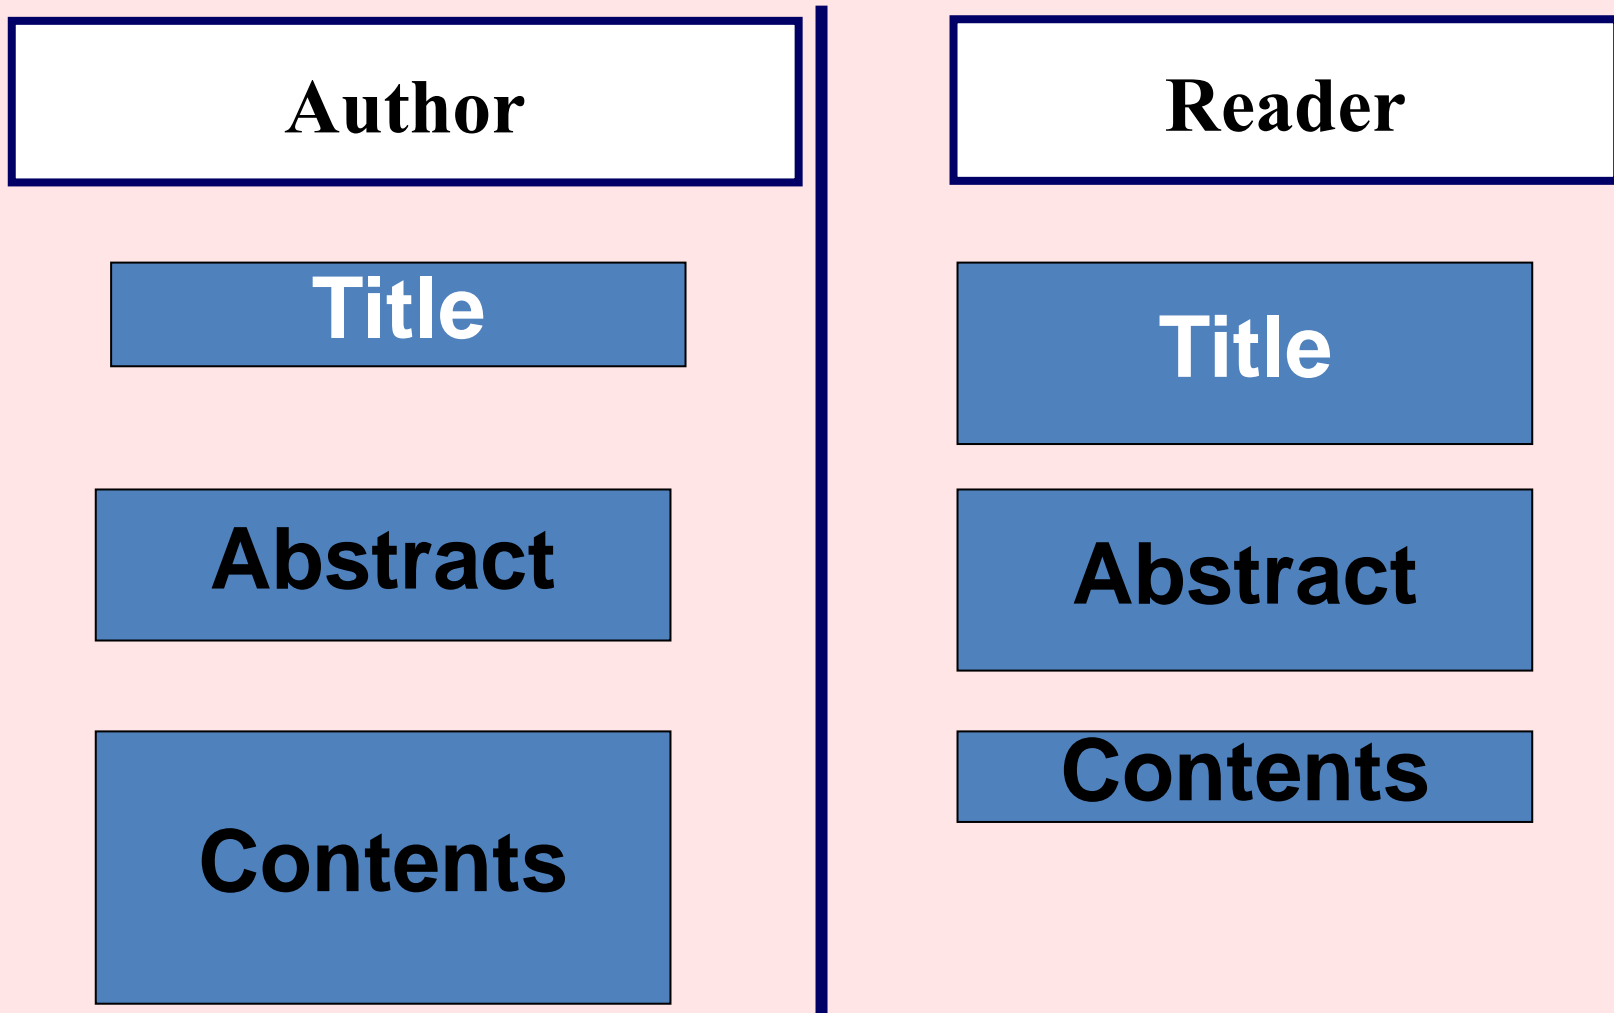 Author
Title
Abstract
Contents
Reader
Title
Abstract
Contents